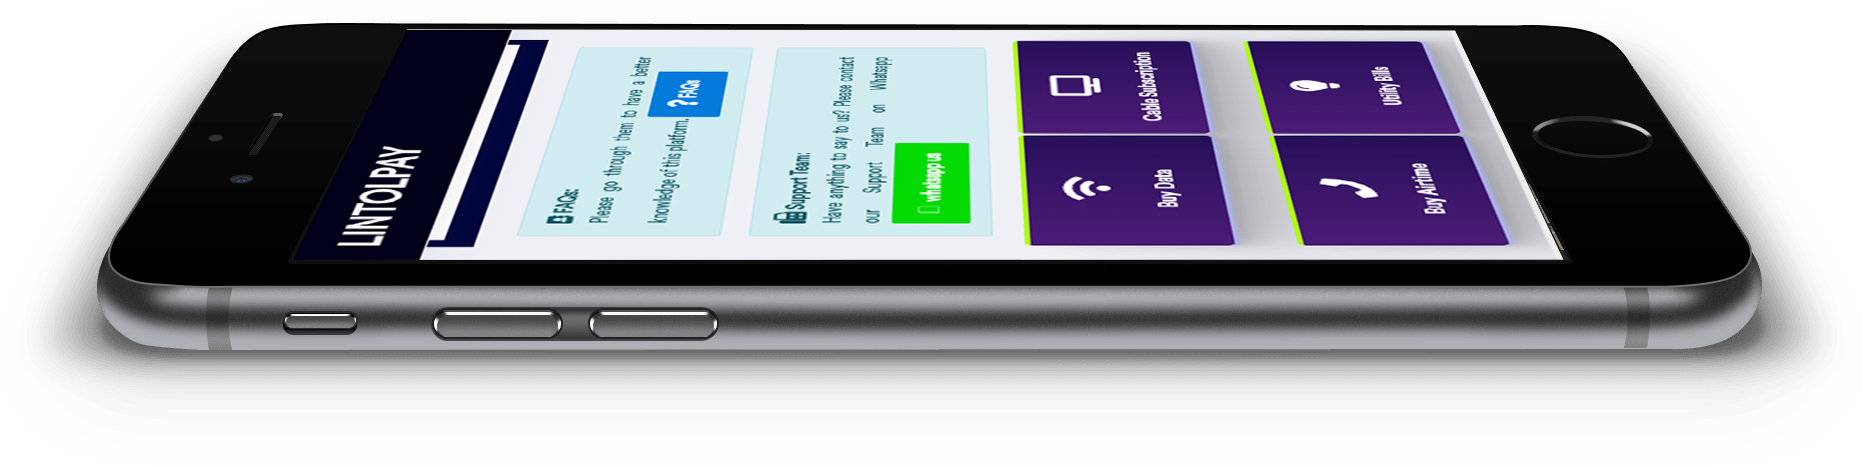 LINTOLPAY
FAQs:
Please go through them to have a better
knowledge of this platform. ? FAQs
Support Team:
Have anything to say to us? Please contact
our Support Team on Whatsapp
whatsapp us
Buy Data
Cable Subscription
Buy Airtime
Utility Bills